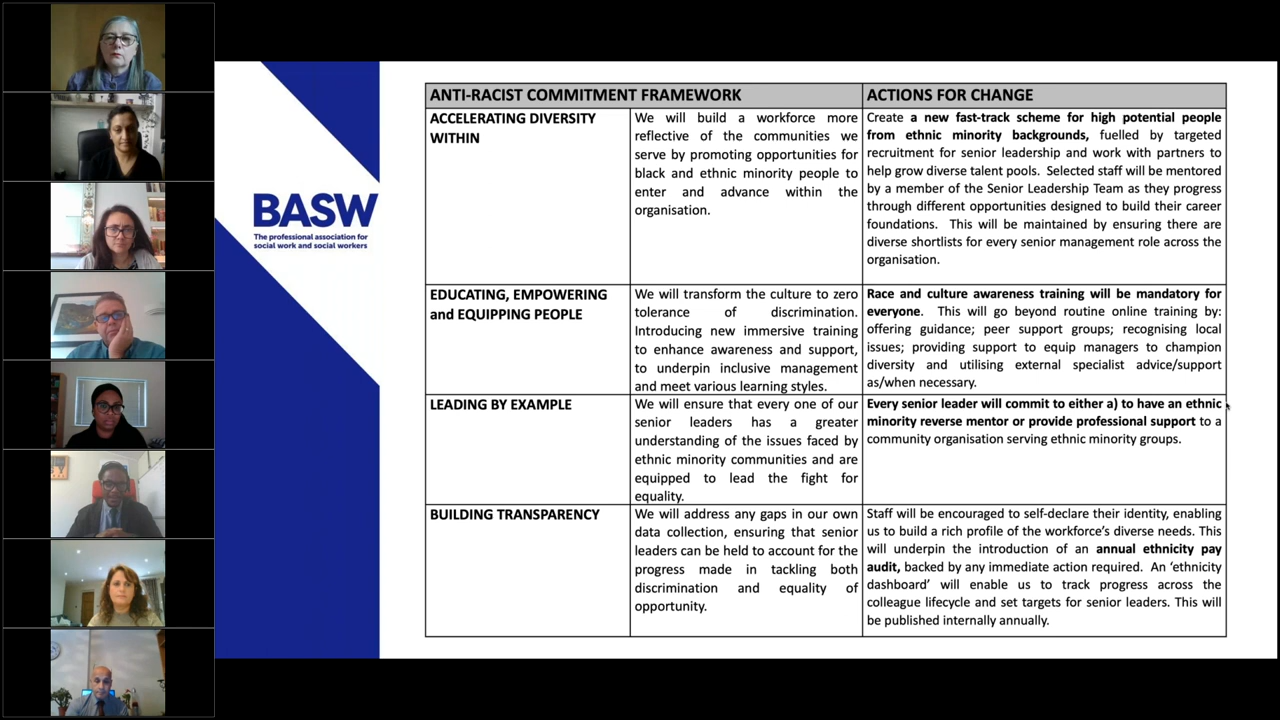 BASW
The professional association for
social work and social workers
ANTI-RACIST COMMITMENT FRAMEWORK
ACTIONS FOR CHANGE
ACCELERATING DIVERSITY
WITHIN
We will build a workforce more
reflective of the communities we
serve by promoting opportunities for
black and ethnic minority people to
enter and advance within the
organisation.
Create a new fast-track scheme for high potential people
from ethnic minority backgrounds, fuelled by targeted
recruitment for senior leadership and work with partners to
help grow diverse talent pools. Selected staff will be mentored
by a member of the Senior Leadership Team as they progress
through different opportunities designed to build their career
foundations. This will be maintained by ensuring there are
diverse shortlists for every senior management role across the
organisation.
EDUCATING, EMPOWERING
and EQUIPPING PEOPLE
We will transform the culture to zero
tolerance of discrimination.
Introducing new immersive training
to enhance awareness and support,
to underpin inclusive management
and meet various learning styles.
Race and culture awareness training will be mandatory for
everyone. This will go beyond routine online training by:
offering guidance; peer support groups; recognising local
issues; providing support to equip managers to champion
diversity and utilising external specialist advice/support
as/when necessary.
LEADING BY EXAMPLE
We will ensure that every one of our
senior leaders has a greater
understanding of the issues faced by
ethnic minority communities and are
equipped to lead the fight for
equality.
Every senior leader will commit to either a) to have an ethnic
minority reverse mentor or provide professional support to a
community organisation serving ethnic minority groups.
BUILDING TRANSPARENCY
We will address any gaps in our own
data collection, ensuring that senior
leaders can be held to account for the
progress made in tackling both
discrimination and equality of
opportunity.
Staff will be encouraged to self-declare their identity, enabling
us to build a rich profile of the workforce's diverse needs. This
will underpin the introduction of an annual ethnicity pay
audit, backed by any immediate action required. An 'ethnicity
dashboard' will enable us to track progress across the
colleague lifecycle and set targets for senior leaders. This will
be published internally annually.